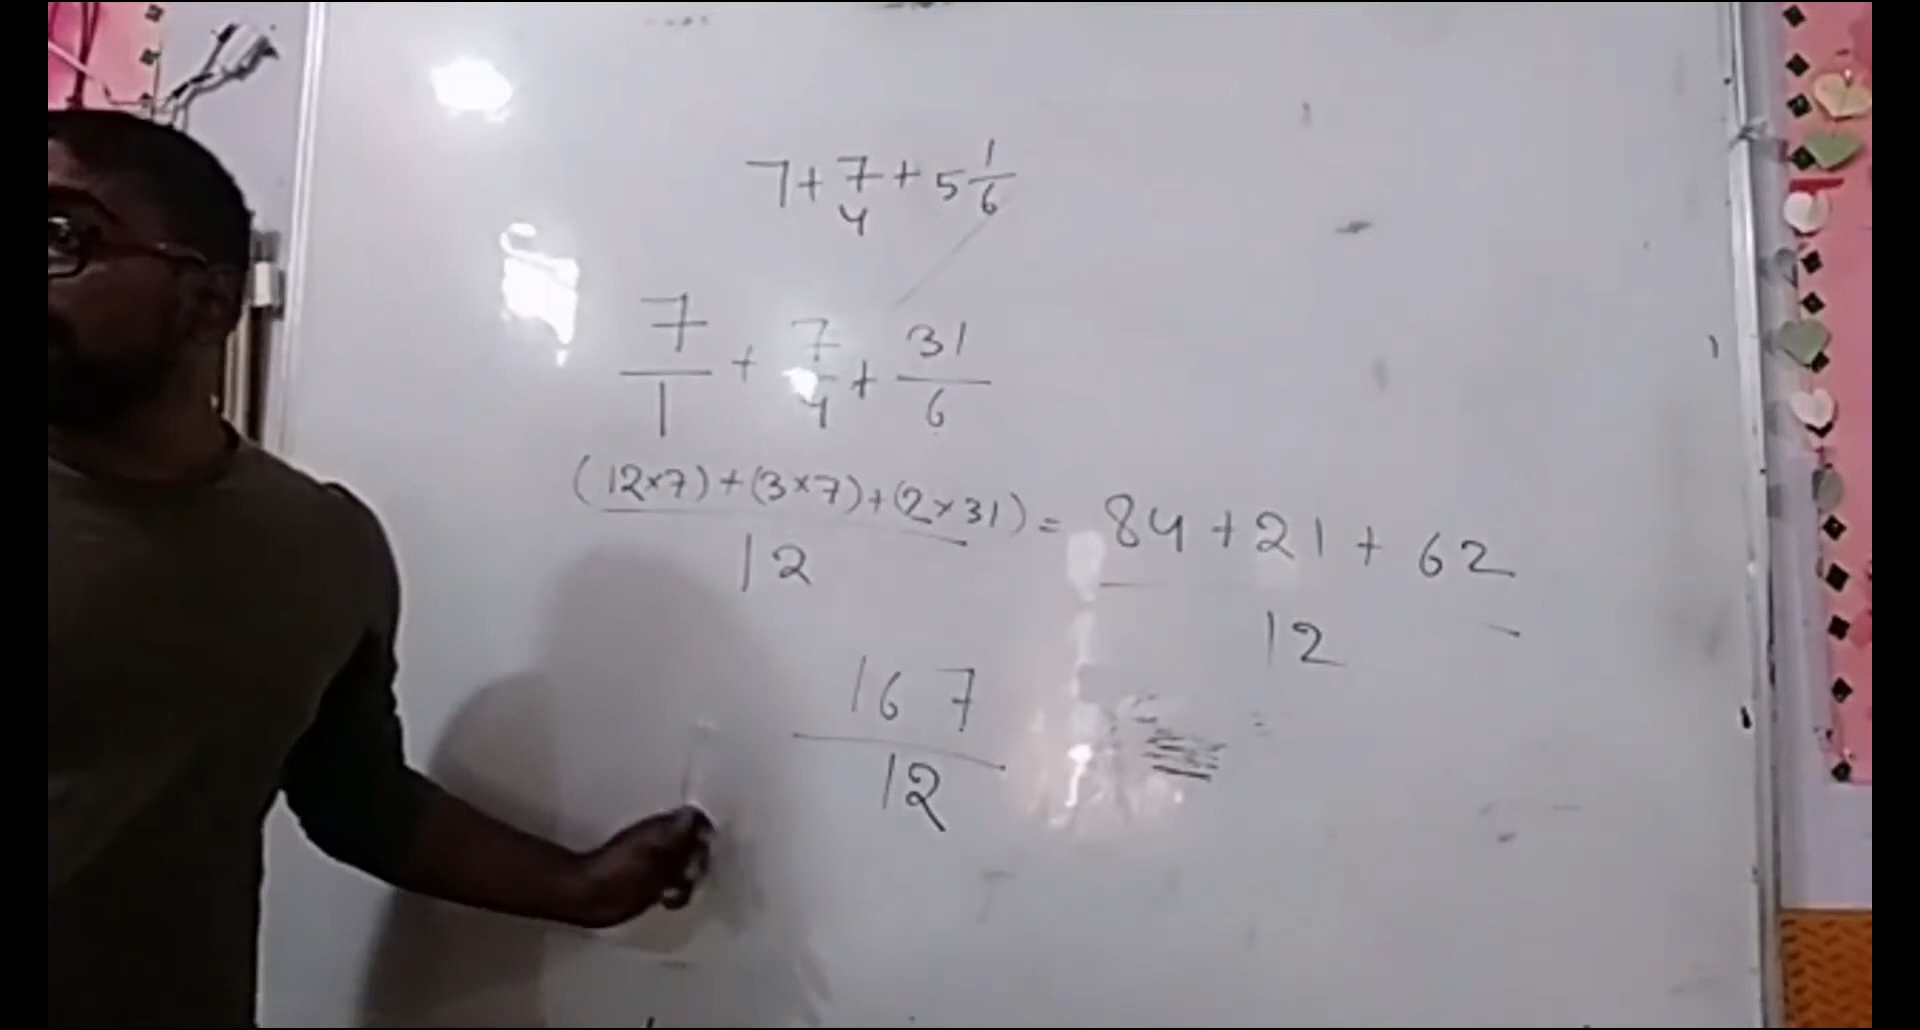 7 + 7/4 + 5 1/6
7/1 + 7/4 + 31/6
(12×7)+(3×7)+(2×31) / 12 = 84 + 21 + 62 / 12
167/12
=